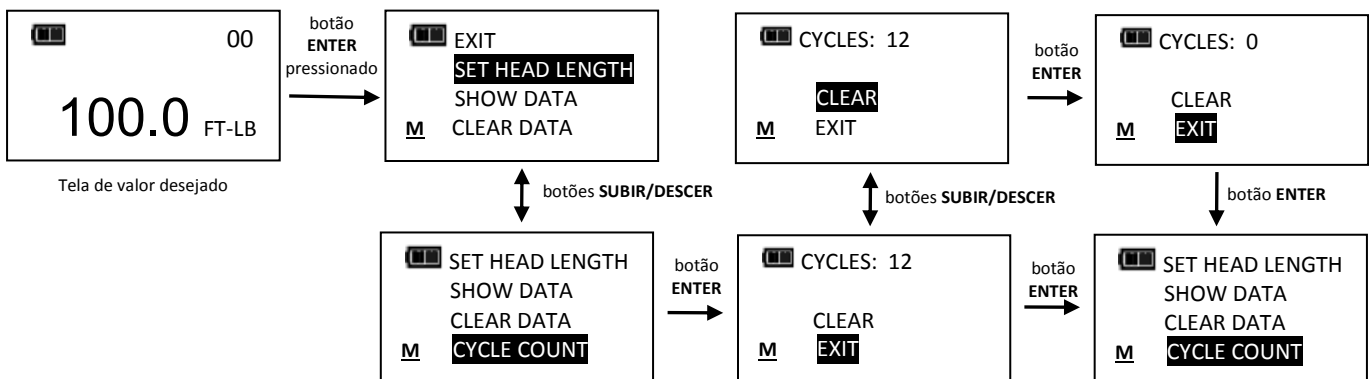 00
100.0 FT-LB
Tela de valor desejado
botão
ENTER
pressionado
EXIT
SET HEAD LENGTH
SHOW DATA
M CLEAR DATA
botões SUBIR/DESCER
SET HEAD LENGTH
SHOW DATA
CLEAR DATA
M CYCLE COUNT
botão
ENTER
CYCLES: 12
CLEAR
M EXIT
botões SUBIR/DESCER
CYCLES: 12
CLEAR
M EXIT
botão
ENTER
CYCLES: 0
CLEAR
M EXIT
botão ENTER
botão
ENTER
SET HEAD LENGTH
SHOW DATA
CLEAR DATA
M CYCLE COUNT